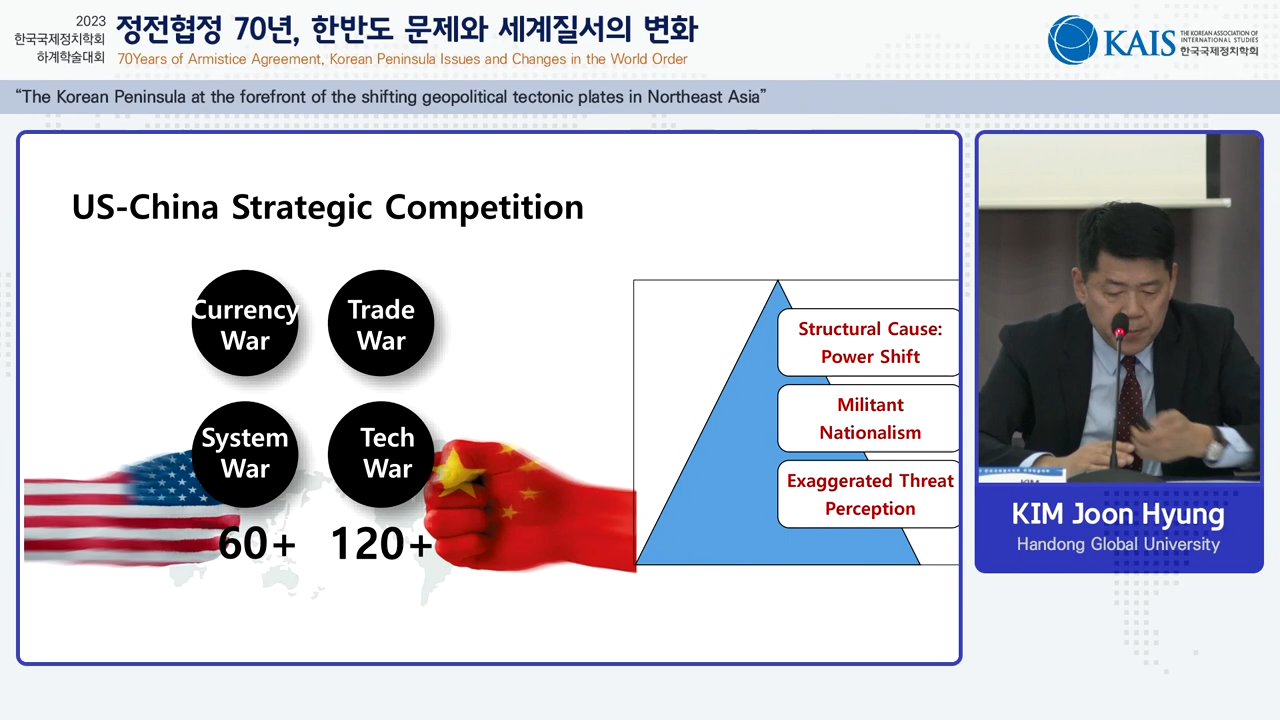 2023
한국국제정치학회
하계학술대회
정전협정 70년, 한반도 문제와 세계질서의 변화
70Years of Armistice Agreement, Korean Peninsula Issues and Changes in the World Order
KAIS
THE KOREAN ASSOCIATION OF
INTERNATIONAL STUDIES
한국국제정치학회
“The Korean Peninsula at the forefront of the shifting geopolitical tectonic plates in Northeast Asia”
US-China Strategic Competition
Currency
War
Trade
War
System
War
Tech
War
60+
120+
Structural Cause:
Power Shift
Militant
Nationalism
Exaggerated Threat
Perception
KIM Joon Hyung
Handong Global University